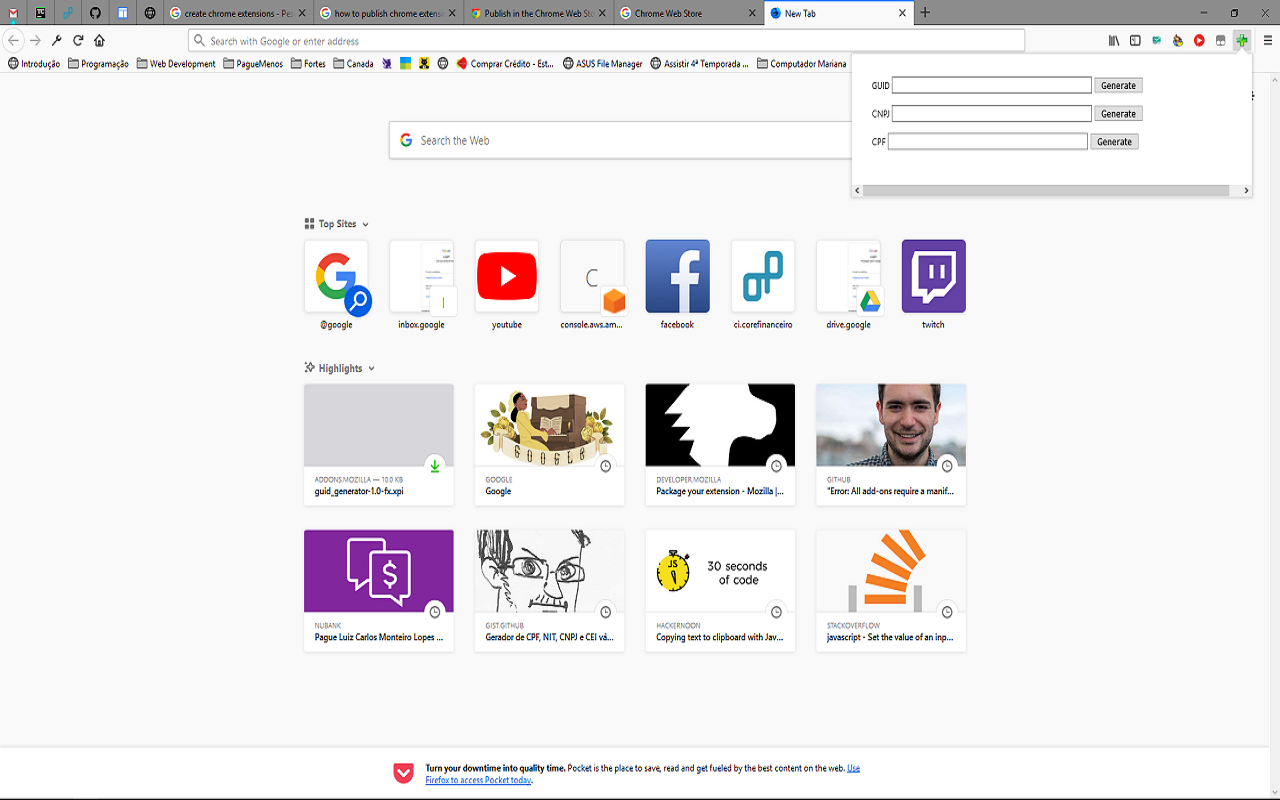 create chrome extensions - Pes
how to publish chrome extensi
Publish in the Chrome Web Sto
Chrome Web Store
New Tab
Search with Google or enter address
Introdução
Programação
Web Development
PagueMenos
Fortes
Canada
Comprar Crédito - Est...
ASUS File Manager
Assistir 4ª Temporada ...
Computador Mariana
GUID
Generate
CNPJ
Generate
CPF
Generate
Search the Web
Top Sites
@google
inbox.google
youtube
console.aws.am...
facebook
ci.corefinanceiro
drive.google
twitch
Highlights
ADDONS.MOZILLA — 10.0 KB
guid_generator-1.0-fx.xpi
GOOGLE
Google
DEVELOPER.MOZILLA
Package your extension - Mozilla |...
GITHUB
"Error: All add-ons require a manif...
NUBANK
Pague Luiz Carlos Monteiro Lopes ...
GIST.GITHUB
Gerador de CPF, NIT, CNPJ e CEI vá...
JS
30 seconds
of code
HACKERNOON
Copying text to clipboard with Jav...
STACKOVERFLOW
javascript - Set the value of an inp...
Turn your downtime into quality time. Pocket is the place to save, read and get fueled by the best content on the web. Use
Firefox to access Pocket today.